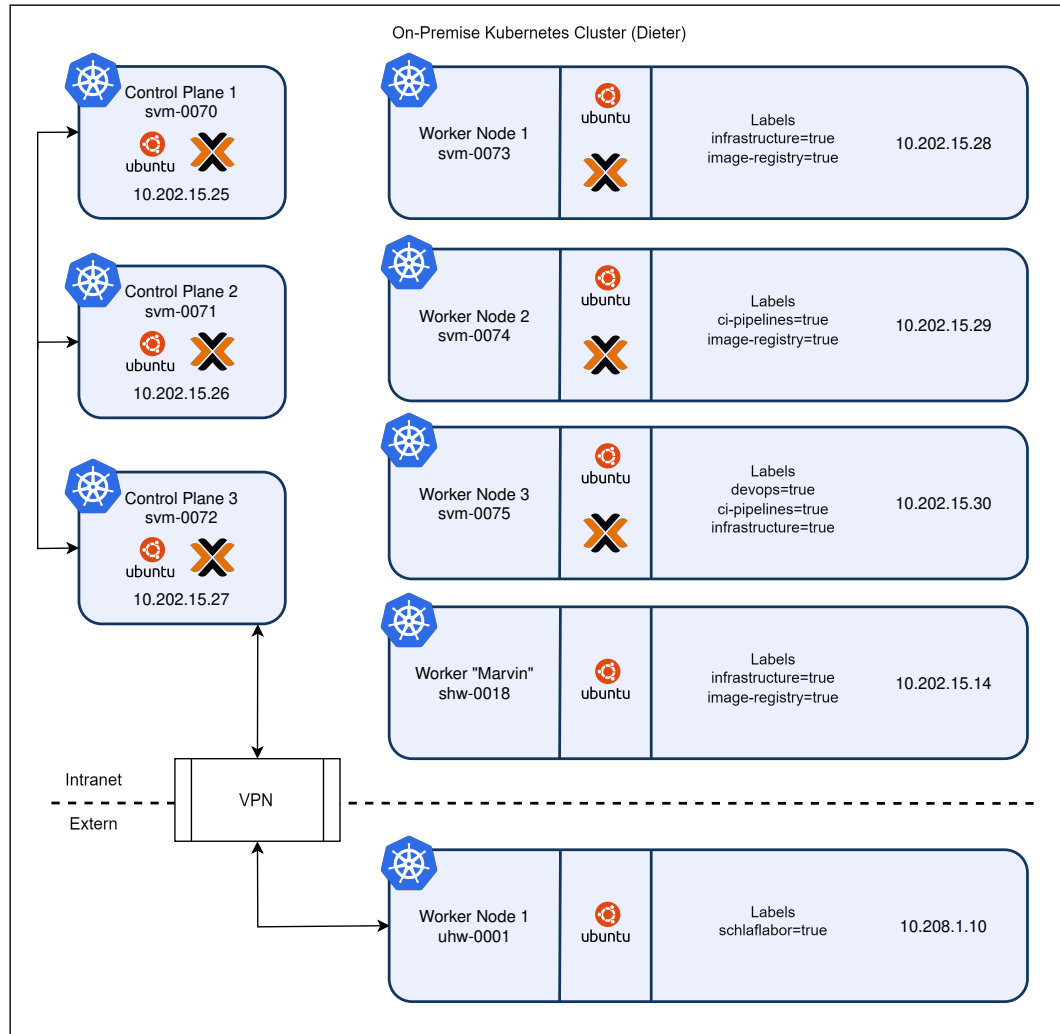 On-Premise Kubernetes Cluster (Dieter)
Control Plane 1
svm-0070
ubuntu
10.202.15.25
Control Plane 2
svm-0071
ubuntu
10.202.15.26
Control Plane 3
svm-0072
ubuntu
10.202.15.27
Worker Node 1
svm-0073
ubuntu
Labels
infrastructure=true
image-registry=true
10.202.15.28
Worker Node 2
svm-0074
ubuntu
Labels
ci-pipelines=true
image-registry=true
10.202.15.29
Worker Node 3
svm-0075
ubuntu
Labels
devops=true
ci-pipelines=true
infrastructure=true
10.202.15.30
Worker "Marvin"
shw-0018
ubuntu
Labels
infrastructure=true
image-registry=true
10.202.15.14
Intranet
VPN
Extern
Worker Node 1
uhw-0001
ubuntu
Labels
schlaflabor=true
10.208.1.10